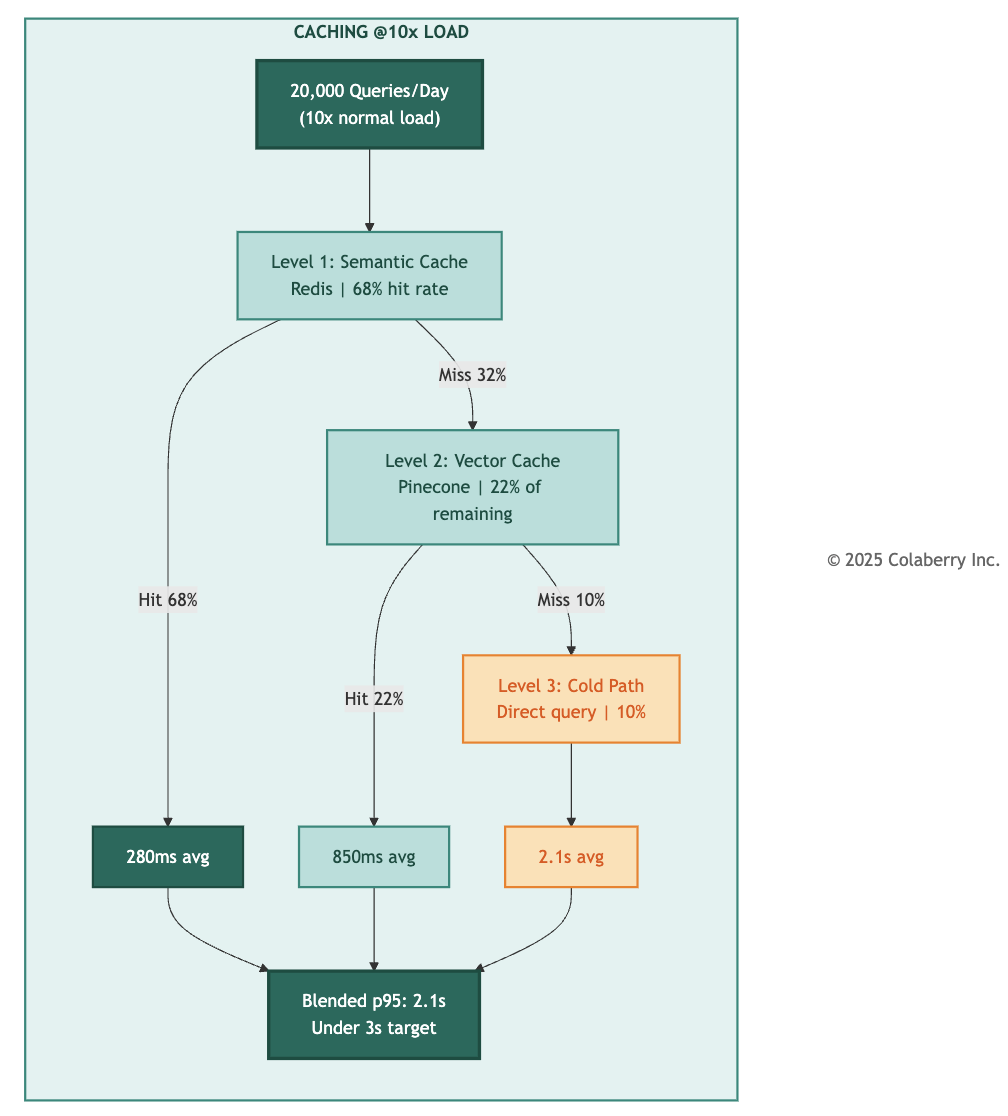 CACHING @10x LOAD
20,000 Queries/Day
(10x normal load)
Level 1: Semantic Cache
Redis | 68% hit rate
Miss 32%
Level 2: Vector Cache
Pinecone | 22% of
remaining
Hit 68%
Miss 10%
Level 3: Cold Path
Direct query | 10%
Hit 22%
280ms avg
850ms avg
2.1s avg
Blended p95: 2.1s
Under 3s target
© 2025 Colaberry Inc.